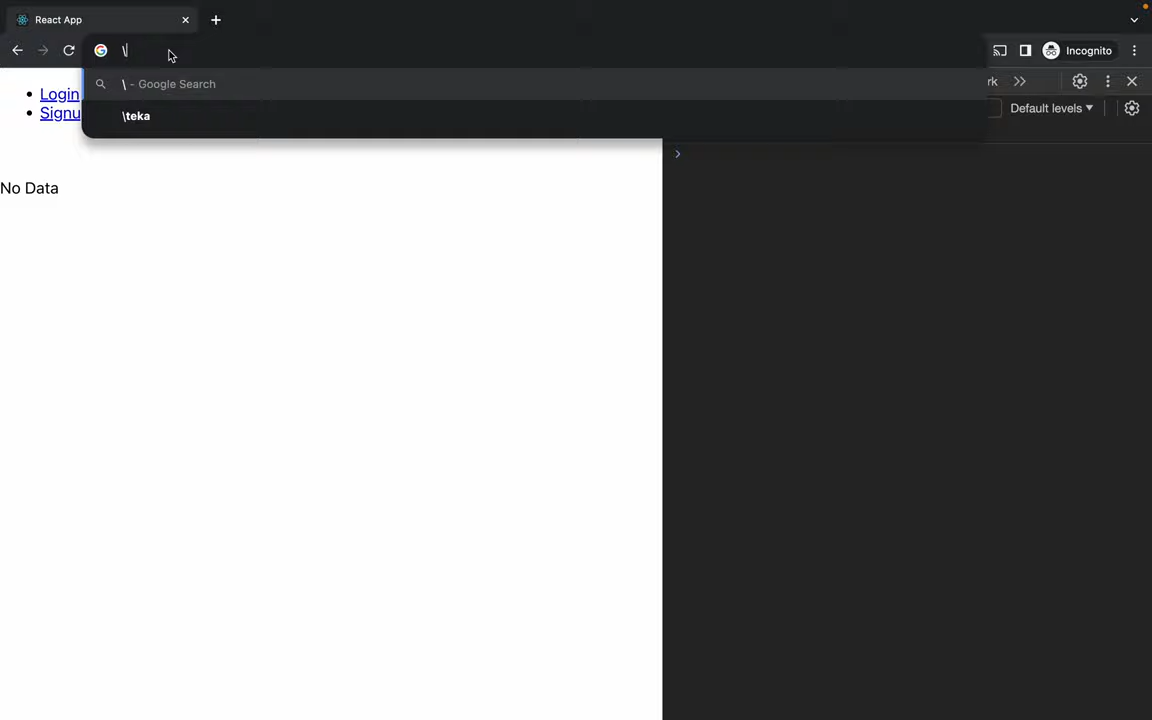 React App
\
Incognito
\ - Google Search
\teka
Login
Signu
rk
Default levels
No Data